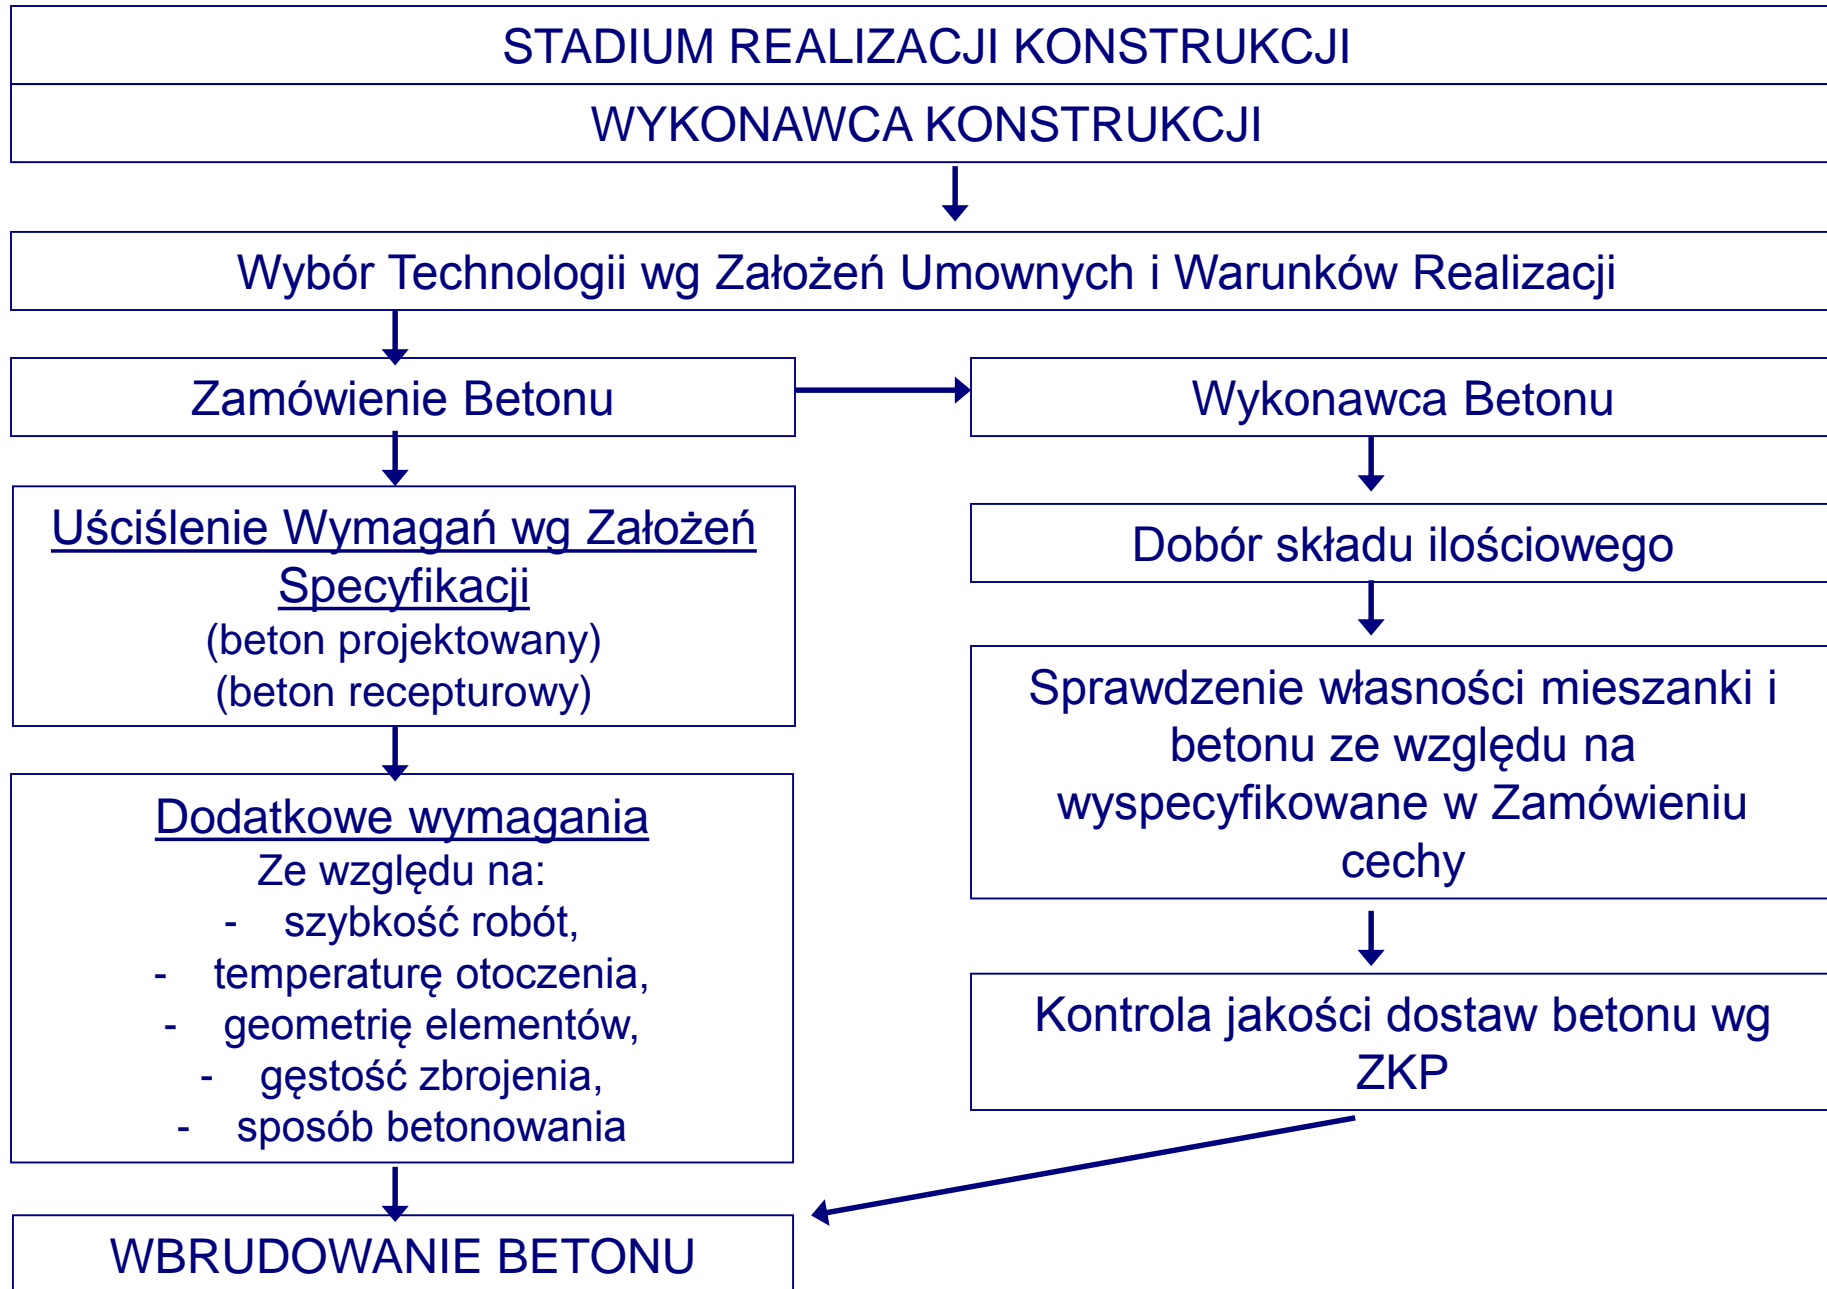 STADIUM REALIZACJI KONSTRUKCJI
WYKONAWCA KONSTRUKCJI
Wybór Technologii wg Założeń Umownych i Warunków Realizacji
Zamówienie Betonu
Uściślenie Wymagań wg Założeń
Specyfikacji
(beton projektowany)
(beton recepturowy)
Dodatkowe wymagania
Ze względu na:
- szybkość robót,
- temperaturę otoczenia,
- geometrię elementów,
- gęstość zbrojenia,
- sposób betonowania
Wykonawca Betonu
Dobór składu ilościowego
Sprawdzenie własności mieszanki i
betonu ze względu na
wyspecyfikowane w Zamówieniu
cechy
Kontrola jakości dostaw betonu wg
ZKP
WBRUDOWANIE BETONU